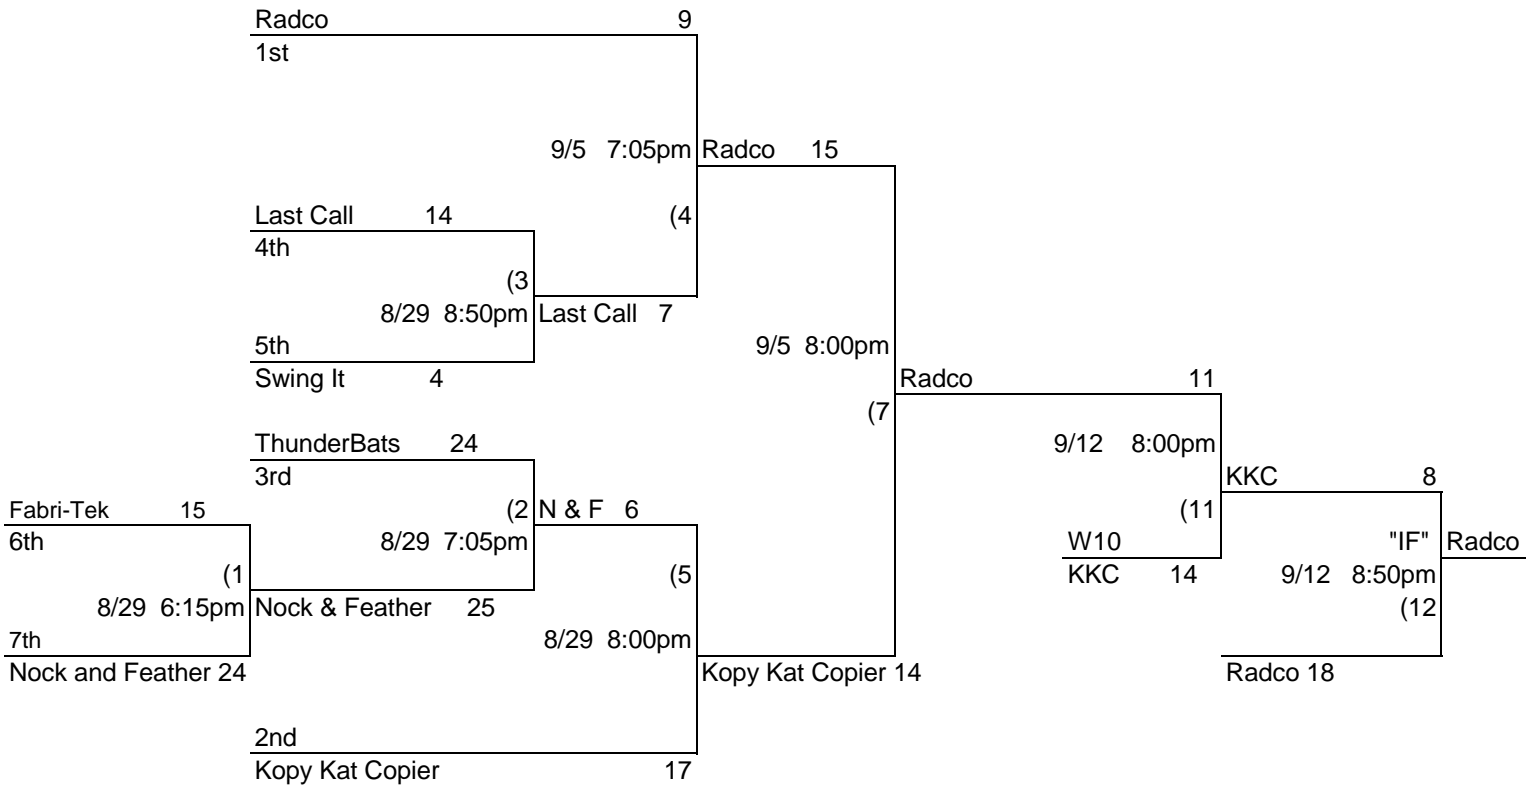 Radco 9
1st
9/5 7:05pm Radco 15
Last Call 14 (4
4th
(3
8/29 8:50pm Last Call 7
5th 9/5 8:00pm
Swing It 4 Radco 11
(7
ThunderBats 24 9/12 8:00pm
3rd KKC 8
Fabri-Tek 15 (2 N & F 6 (11
6th 8/29 7:05pm W10 "IF" Radco
(1 (5 KKC 14 9/12 8:50pm
8/29 6:15pm Nock & Feather 25 (12
7th 8/29 8:00pm
Nock and Feather 24 Kopy Kat Copier 14 Radco 18
2nd
Kopy Kat Copier 17